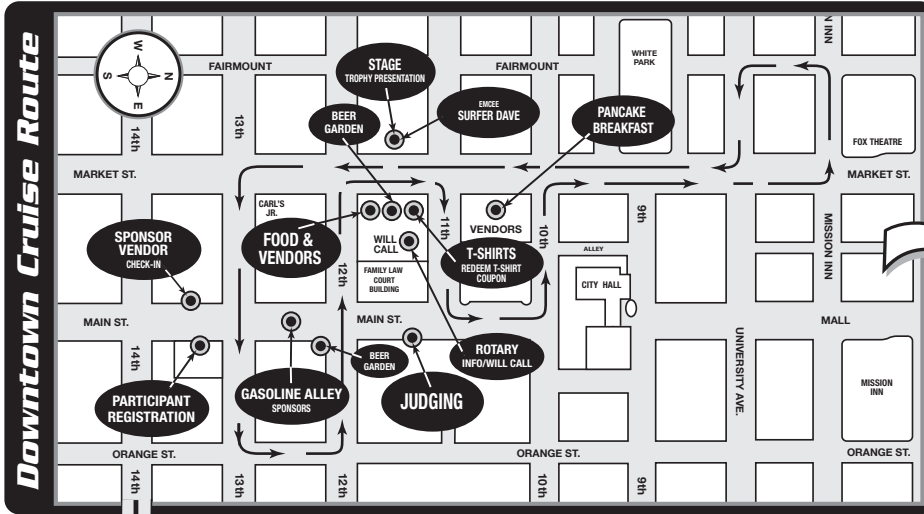 Downtown Cruise Route
W
N
S
E
FAIRMOUNT
FAIRMOUNT
14th
13th
STAGE
TROPHY PRESENTATION
EMCEE
SURFER DAVE
BEER
GARDEN
PANCAKE
BREAKFAST
WHITE
PARK
N INN
FOX THEATRE
MARKET ST.
MARKET ST.
CARL'S
JR.
FOOD &
VENDORS
WILL
CALL
FAMILY LAW
COURT
BUILDING
12th
11th
VENDORS
T-SHIRTS
REDEEM T-SHIRT
COUPON
10th
9th
ALLEY
CITY HALL
MISSION INN
SPONSOR
VENDOR
CHECK-IN
MAIN ST.
MAIN ST.
MALL
14th
PARTICIPANT
REGISTRATION
GASOLINE ALLEY
SPONSORS
BEER
GARDEN
JUDGING
ROTARY
INFO/WILL CALL
UNIVERSITY AVE.
MISSION
INN
ORANGE ST.
ORANGE ST.
ORANGE ST.
14th
13th
12th
10th
9th